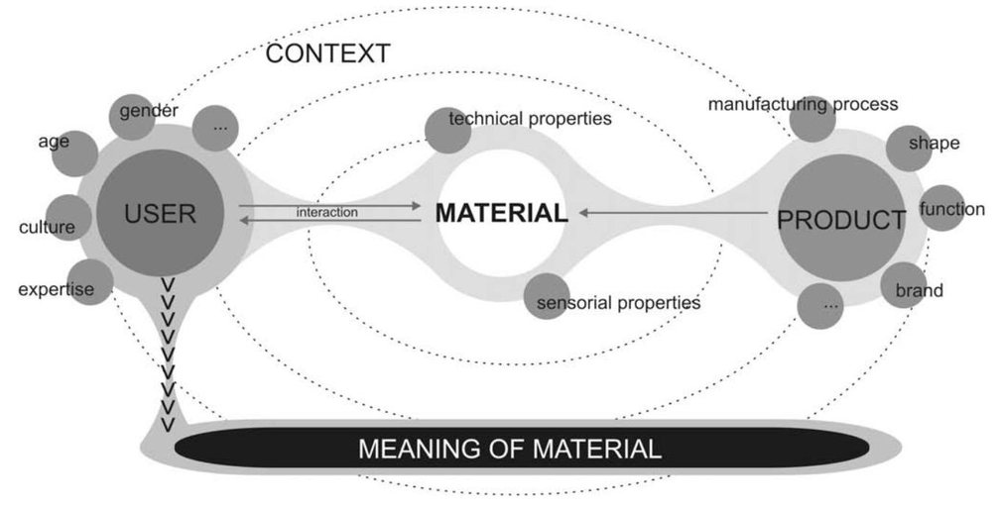 CONTEXT
gender
...
age
culture
expertise
USER
interaction
technical properties
MATERIAL
sensorial properties
manufacturing process
shape
function
brand
...
PRODUCT
> > > > > > > > >
MEANING OF MATERIAL